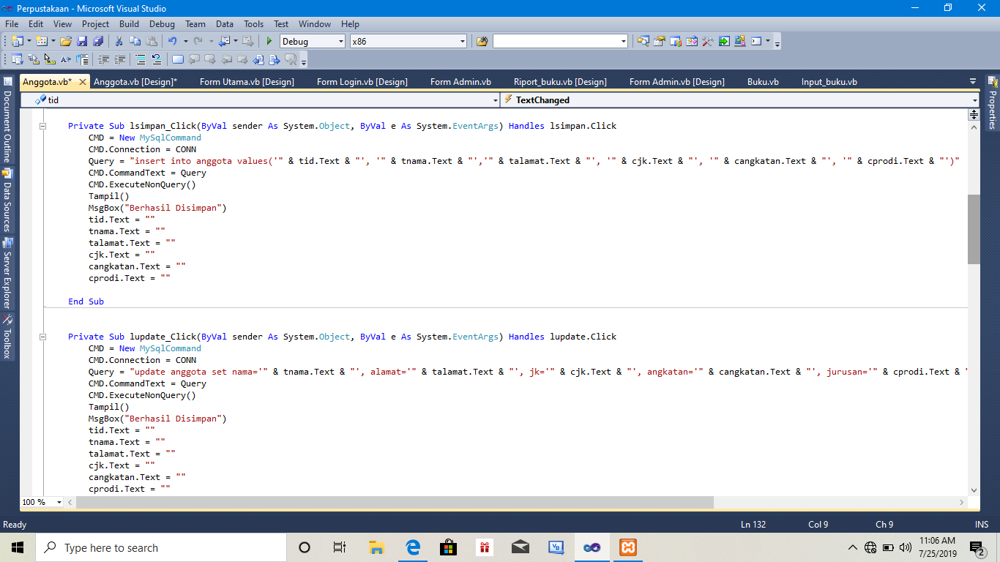 Perpustakaan - Microsoft Visual Studio
File Edit View Project Build Debug Team Data Tools Test Window Help
Debug x86
Anggota.vb* Anggota.vb [Design]* Form Utama.vb [Design] Form Login.vb [Design] Form Admin.vb Riport_buku.vb [Design] Form Admin.vb [Design] Buku.vb Input_buku.vb
tid TextChanged
Private Sub lsimpan_Click(ByVal sender As System.Object, ByVal e As System.EventArgs) Handles lsimpan.Click
CMD = New MySqlCommand
CMD.Connection = CONN
Query = "insert into anggota values('" & tid.Text & "', '" & tnama.Text & "','" & talamat.Text & "', '" & cjk.Text & "', '" & cangkatan.Text & "', '" & cprodi.Text & "')"
CMD.CommandText = Query
CMD.ExecuteNonQuery()
Tampil()
MsgBox("Berhasil Disimpan")
tid.Text = ""
tnama.Text = ""
talamat.Text = ""
cjk.Text = ""
cangkatan.Text = ""
cprodi.Text = ""
End Sub
Private Sub lupdate_Click(ByVal sender As System.Object, ByVal e As System.EventArgs) Handles lupdate.Click
CMD = New MySqlCommand
CMD.Connection = CONN
Query = "update anggota set nama='" & tnama.Text & "', alamat='" & talamat.Text & "', jk='" & cjk.Text & "', angkatan='" & cangkatan.Text & "', jurusan='" & cprodi.Text & "
CMD.CommandText = Query
CMD.ExecuteNonQuery()
Tampil()
MsgBox("Berhasil Disimpan")
tid.Text = ""
tnama.Text = ""
talamat.Text = ""
cjk.Text = ""
cangkatan.Text = ""
cprodi.Text = ""
100 %
Document Outline
Data Sources
Server Explorer
Toolbox
Properties
Ready Ln 132 Col 9 Ch 9 INS
Type here to search
VB
11:06 AM
7/25/2019
2